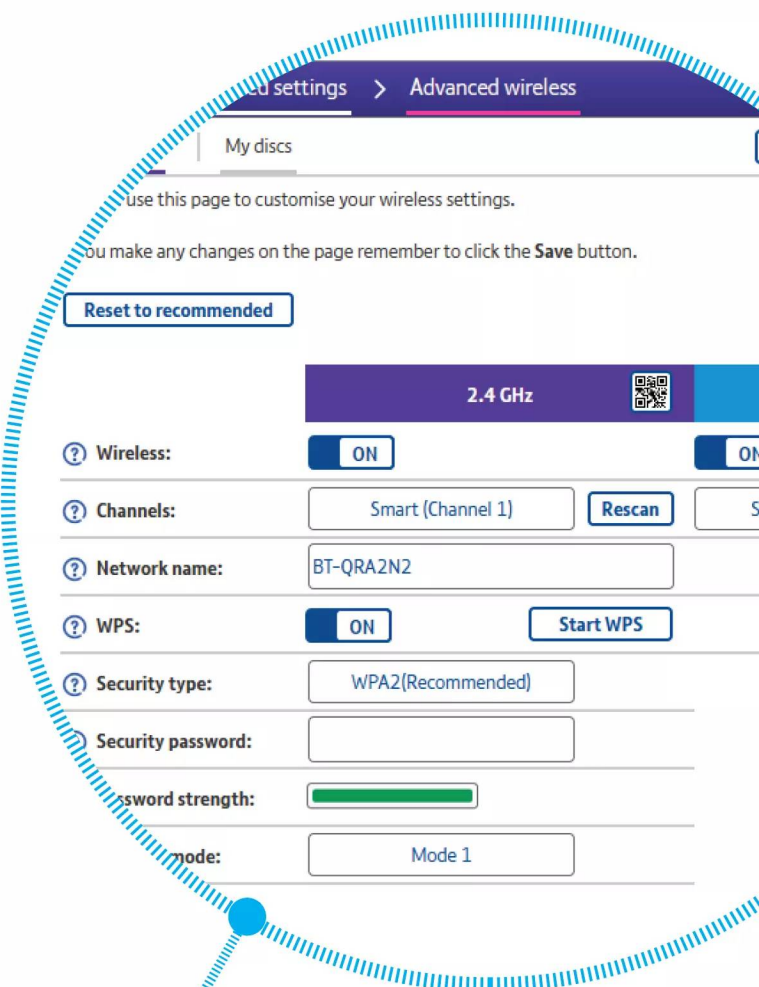 settings > Advanced wireless
My discs
use this page to customise your wireless settings.
you make any changes on the page remember to click the Save button.
Reset to recommended
2.4 GHz
Wireless: ON ON
Channels: Smart (Channel 1) Rescan S
Network name: BT-QRA2N2
WPS: ON Start WPS
Security type: WPA2(Recommended)
Security password:
ssword strength:
mode: Mode 1